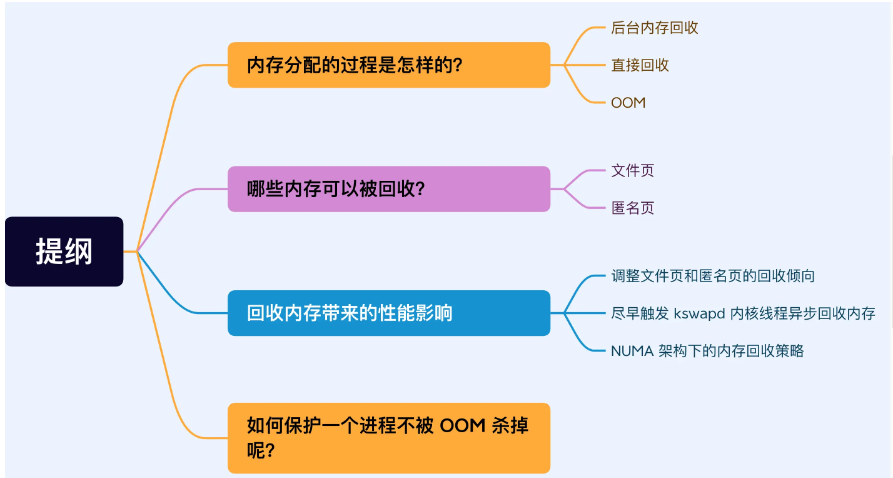 提纲
内存分配的过程是怎样的?
后台内存回收
直接回收
OOM
哪些内存可以被回收?
文件页
匿名页
回收内存带来的性能影响
调整文件页和匿名页的回收倾向
尽早触发 kswapd 内核线程异步回收内存
NUMA 架构下的内存回收策略
如何保护一个进程不被 OOM 杀掉
呢?